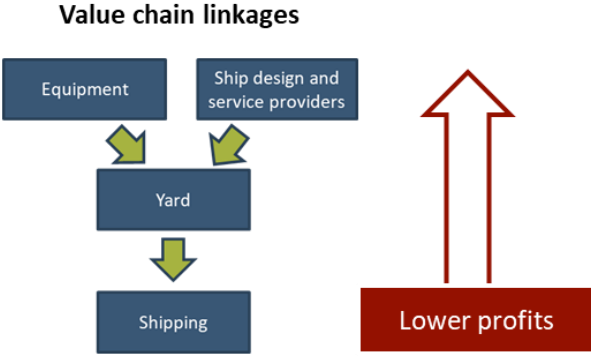 Value chain linkages
Equipment
Ship design and
service providers
Yard
Shipping
Lower profits